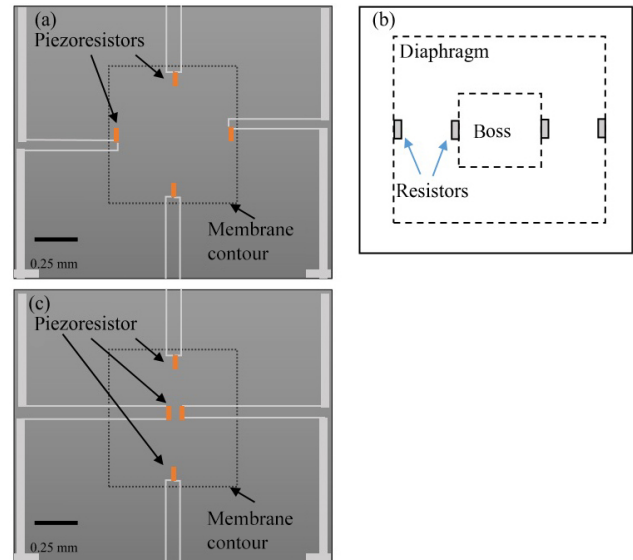 (a)
Piezoresistors
Membrane
contour
0.25 mm
(b)
Diaphragm
Boss
Resistors
(c)
Piezoresistor
Membrane
contour
0.25 mm